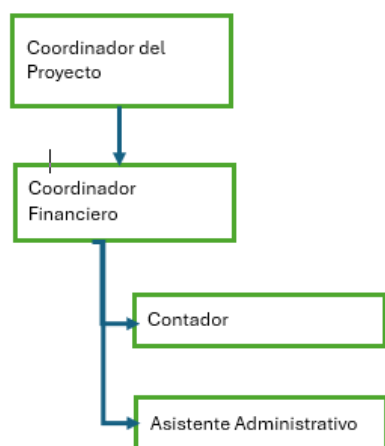 Coordinador del
Proyecto
Coordinador
Financiero
Contador
Asistente Administrativo